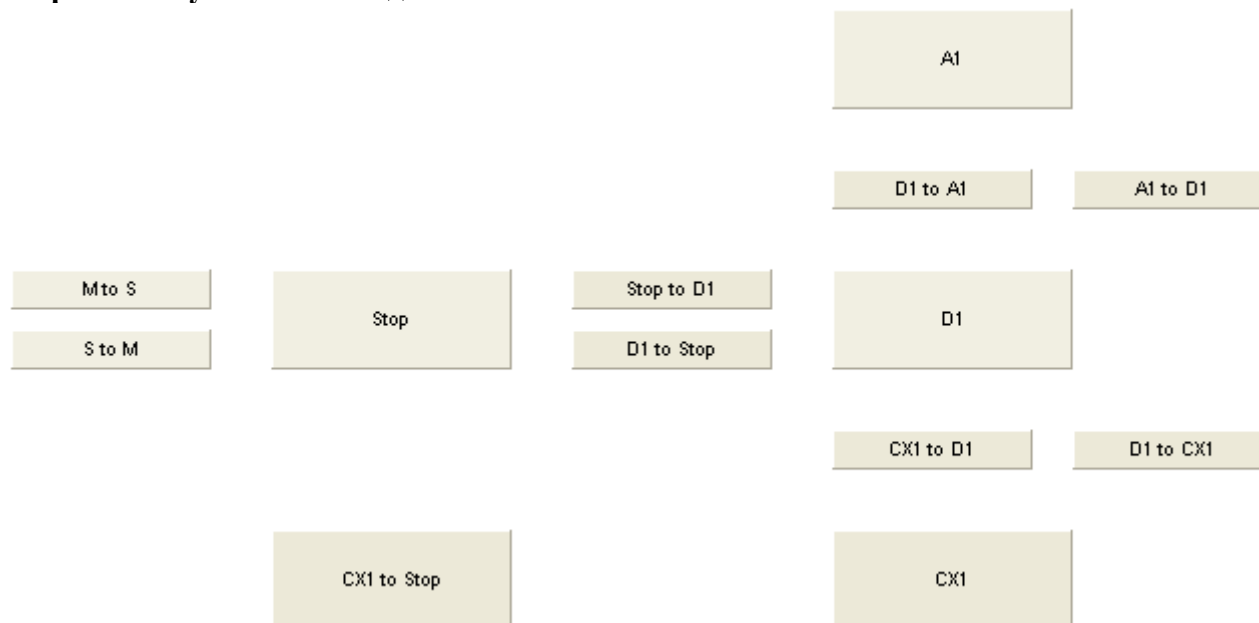 A1
D1 to A1
A1 to D1
M to S
Stop
Stop to D1
D1
S to M
D1 to Stop
CX1 to D1
D1 to CX1
CX1 to Stop
CX1